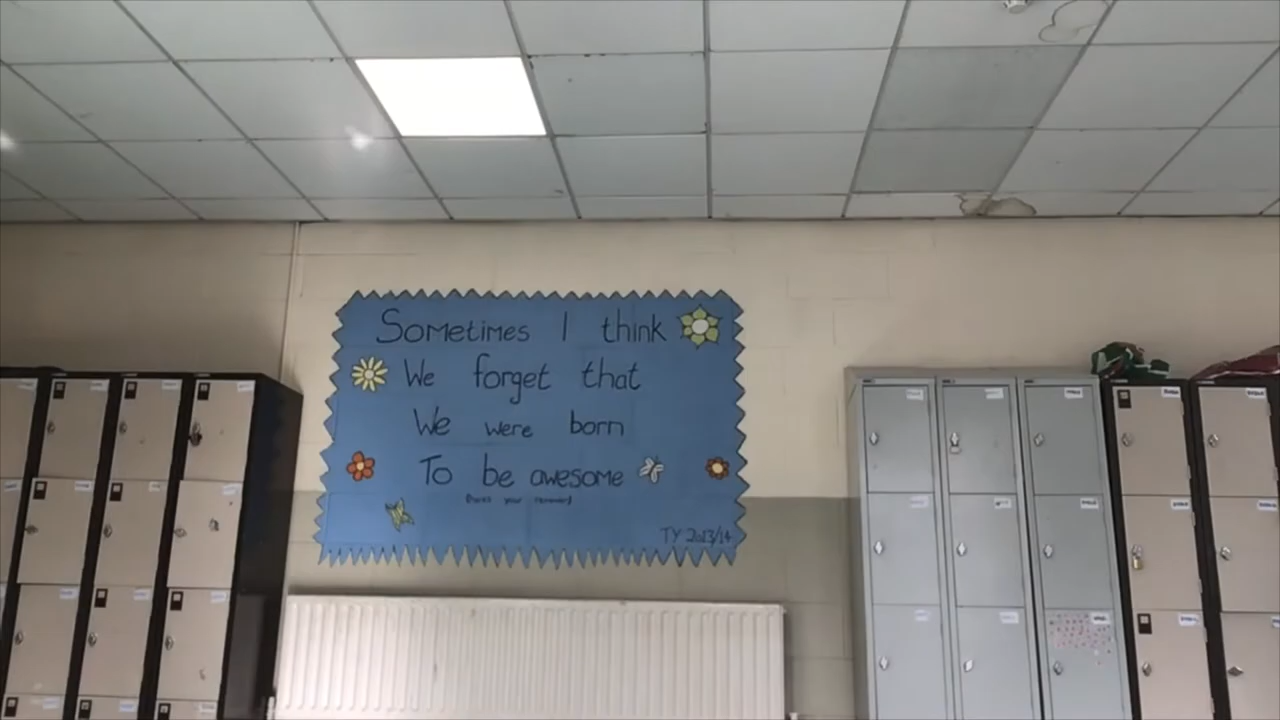 Sometimes I think
We forget that
We were born
To be awesome
TY 2013/14